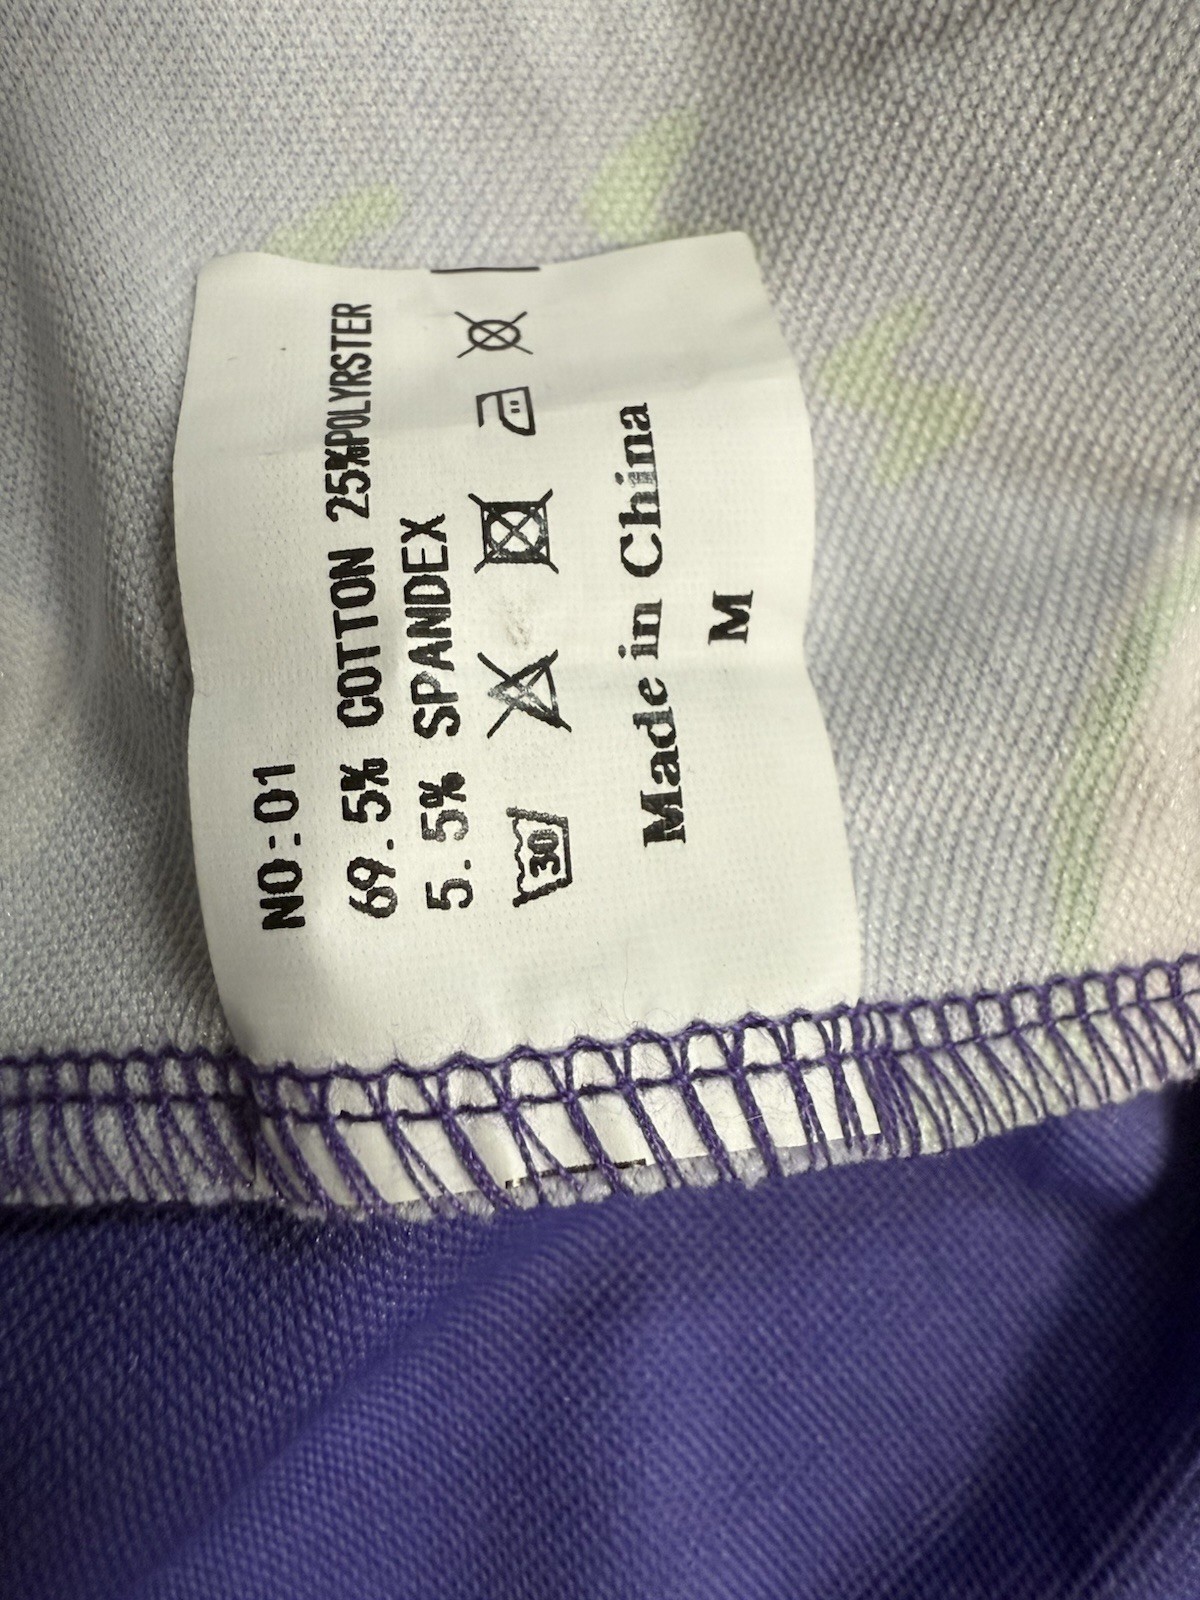 NO:01
69.5% COTTON 25%POLYRSTER
5.5% SPANDEX
30
Made in China
M